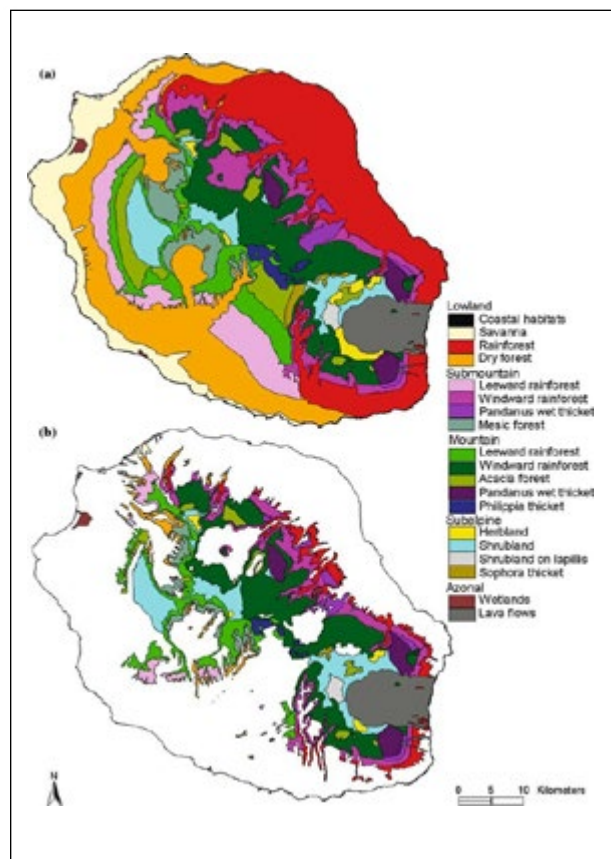 (a)
Lowland
Coastal habitats
Savanna
Rainforest
Dry forest
Submountain
Leeward rainforest
Windward rainforest
Pandanus wet thicket
Mesic forest
Mountain
Leeward rainforest
Windward rainforest
Acacia forest
Pandanus wet thicket
Philippia thicket
Subalpine
Herbland
Shrubland
Shrubland on lapillis
Sophora thicket
Azonal
Wetlands
Lava flows
(b)
N
0 5 10 Kilometers